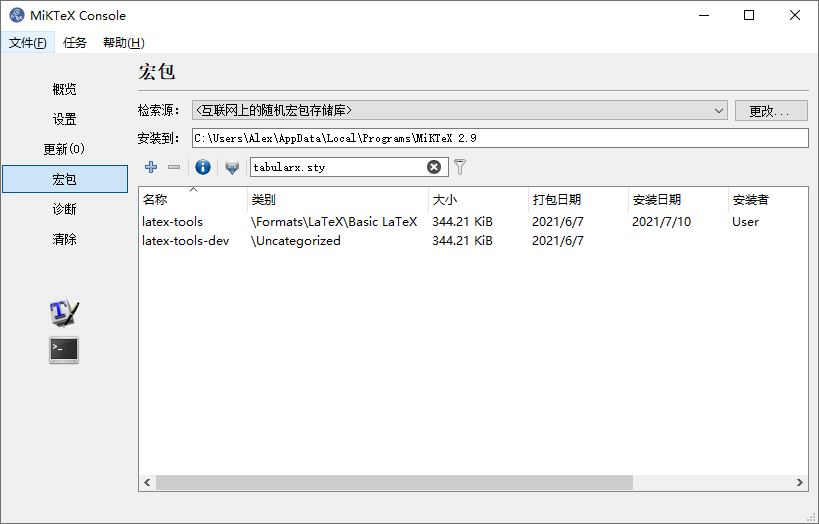 MiKTeX Console
文件(F) 任务 帮助(H)
概览
设置
更新(0)
宏包
诊断
清除
宏包
检索源: <互联网上的随机宏包存储库> 更改...
安装到: C:\Users\Alex\AppData\Local\Programs\MiKTeX 2.9
tabularx.sty
名称 类别 大小 打包日期 安装日期 安装者
latex-tools \Formats\LaTeX\Basic LaTeX 344.21 KiB 2021/6/7 2021/7/10 User
latex-tools-dev \Uncategorized 344.21 KiB 2021/6/7